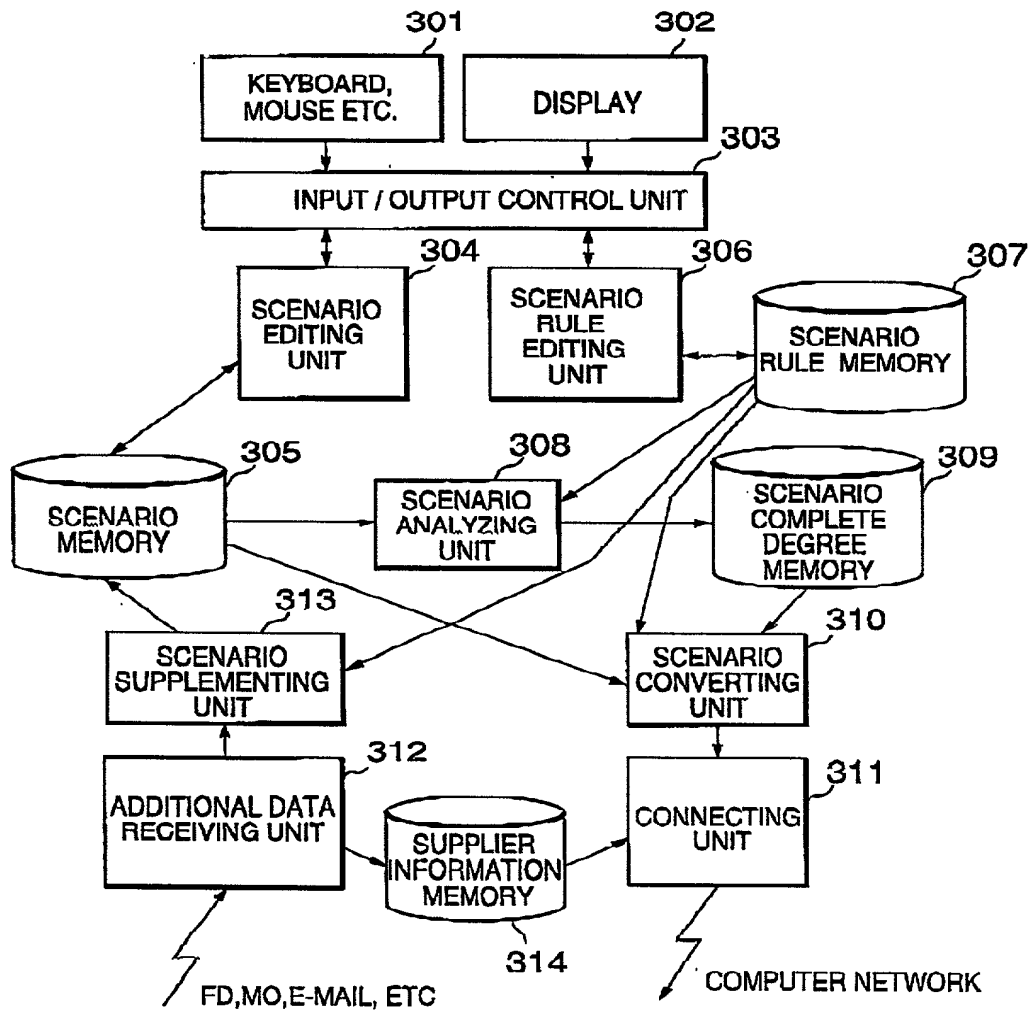 301
302
KEYBOARD,
MOUSE ETC.
DISPLAY
303
INPUT / OUTPUT CONTROL UNIT
304
306
307
SCENARIO
EDITING
UNIT
SCENARIO
RULE
EDITING
UNIT
SCENARIO
RULE MEMORY
305
308
309
SCENARIO
MEMORY
SCENARIO
ANALYZING
UNIT
SCENARIO
COMPLETE
DEGREE
MEMORY
313
310
SCENARIO
SUPPLEMENTING
UNIT
SCENARIO
CONVERTING
UNIT
312
311
ADDITIONAL DATA
RECEIVING UNIT
SUPPLIER
INFORMATION
MEMORY
CONNECTING
UNIT
314
FD,MO,E-MAIL, ETC
COMPUTER NETWORK